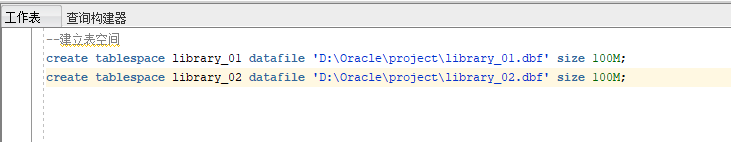 工作表 查询构建器
--建立表空间
create tablespace library_01 datafile 'D:\Oracle\project\library_01.dbf' size 100M;
create tablespace library_02 datafile 'D:\Oracle\project\library_02.dbf' size 100M;